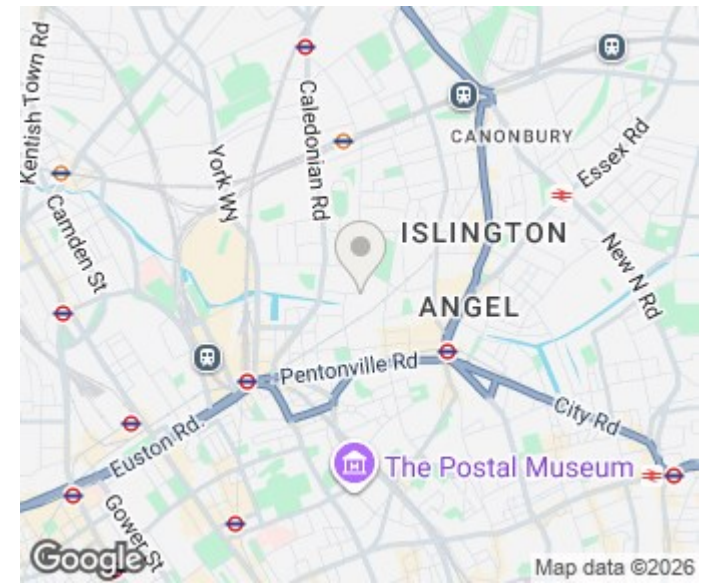 Kentish Town Rd
Caledonian Rd
York WY
CANONBURY
Essex Rd
Camden St
ISLINGTON
New N Rd
ANGEL
Pentonville Rd
City Rd
Euston Rd.
The Postal Museum
Gower St
Google
Map data ©2026